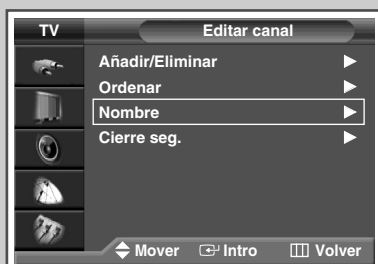 TV Editar canal
Añadir/Eliminar
Ordenar
Nombre
Cierre seg.
Mover Intro Volver